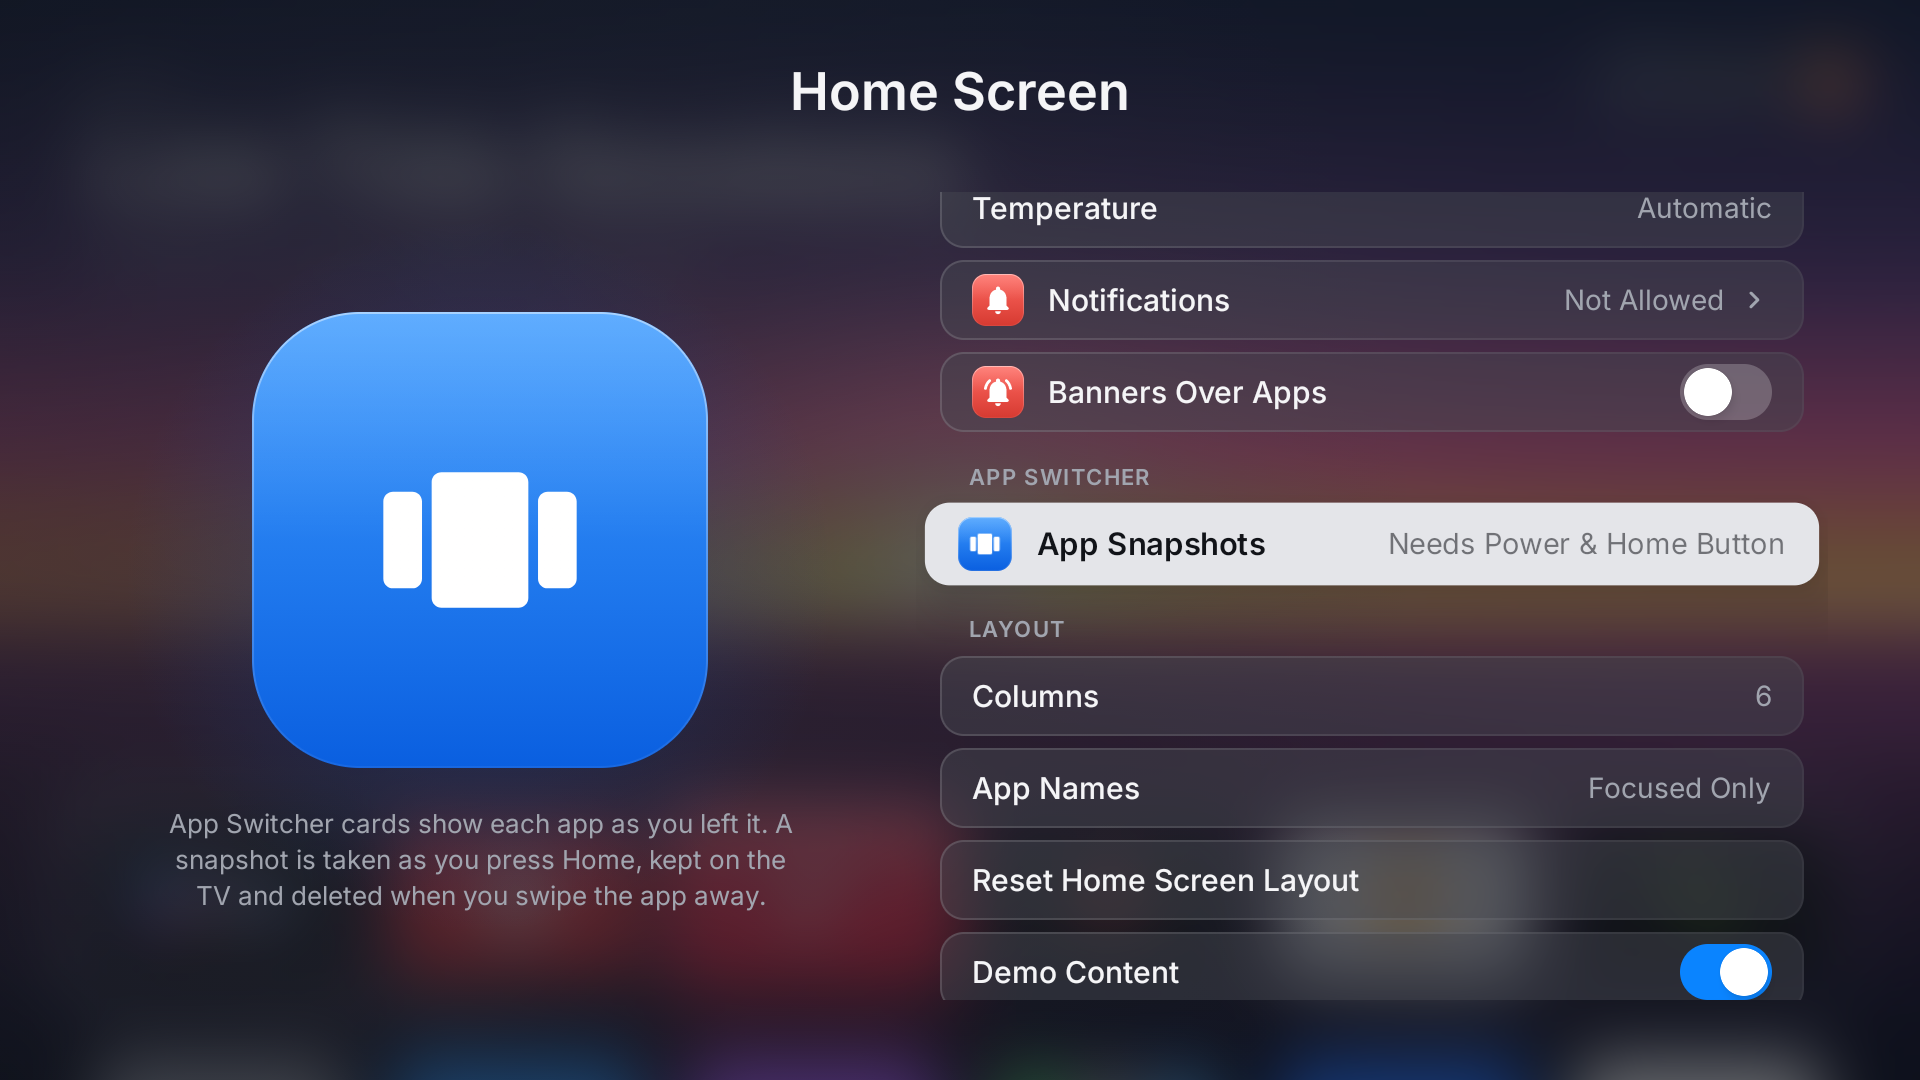 Home Screen
Temperature
Automatic
Notifications
Not Allowed
Banners Over Apps
APP SWITCHER
App Snapshots
Needs Power & Home Button
LAYOUT
Columns
6
App Names
Focused Only
Reset Home Screen Layout
Demo Content
App Switcher cards show each app as you left it. A
snapshot is taken as you press Home, kept on the
TV and deleted when you swipe the app away.